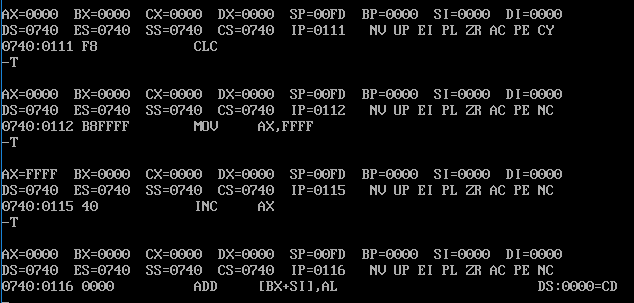 AX=0000  BX=0000  CX=0000  DX=0000  SP=00FD  BP=0000  SI=0000  DI=0000
DS=0740  ES=0740  SS=0740  CS=0740  IP=0111   NV UP EI PL ZR AC PE CY
0740:0111 F8            CLC
-T
AX=0000  BX=0000  CX=0000  DX=0000  SP=00FD  BP=0000  SI=0000  DI=0000
DS=0740  ES=0740  SS=0740  CS=0740  IP=0112   NV UP EI PL ZR AC PE NC
0740:0112 B8FFFF        MOV     AX,FFFF
-T
AX=FFFF  BX=0000  CX=0000  DX=0000  SP=00FD  BP=0000  SI=0000  DI=0000
DS=0740  ES=0740  SS=0740  CS=0740  IP=0115   NV UP EI PL ZR AC PE NC
0740:0115 40            INC     AX
-T
AX=0000  BX=0000  CX=0000  DX=0000  SP=00FD  BP=0000  SI=0000  DI=0000
DS=0740  ES=0740  SS=0740  CS=0740  IP=0116   NV UP EI PL ZR AC PE NC
0740:0116 0000          ADD     [BX+SI],AL                         DS:0000=CD